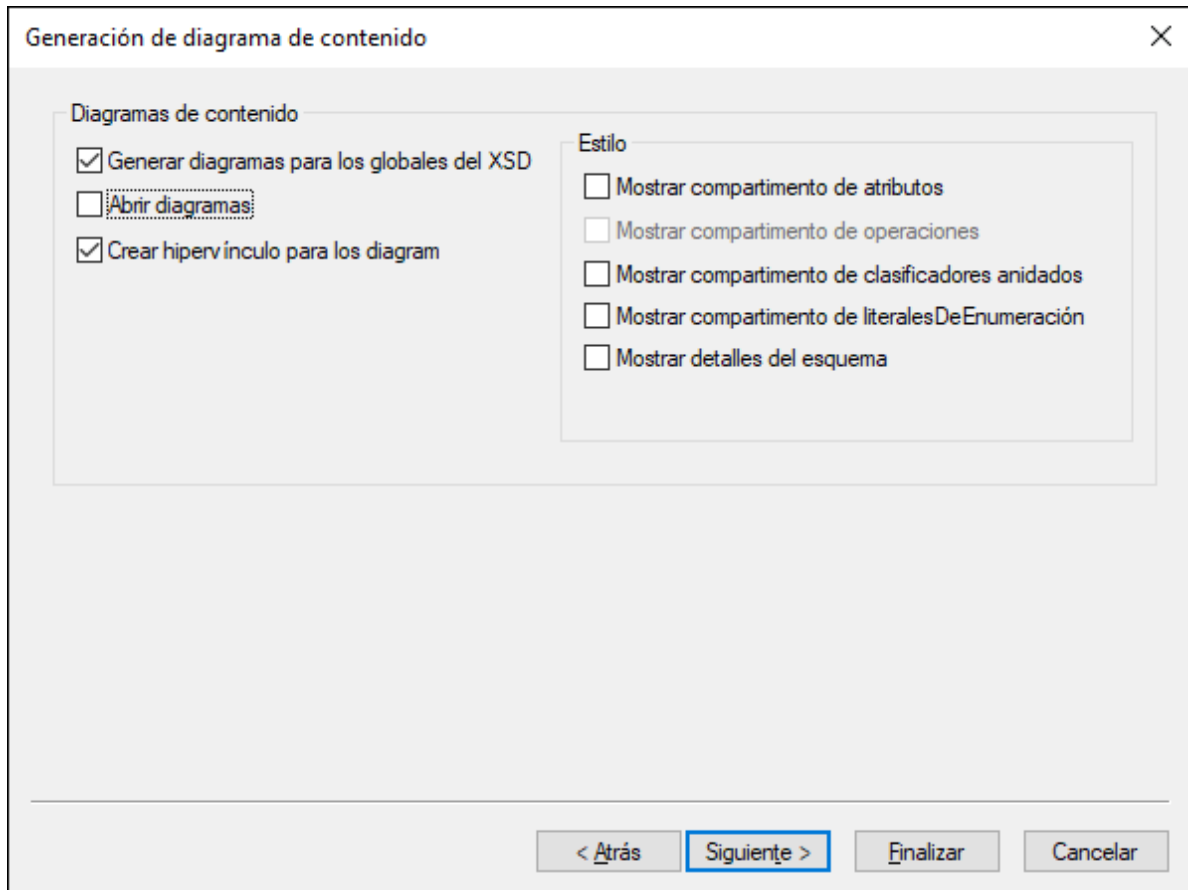 Generación de diagrama de contenido
Diagramas de contenido
Generar diagramas para los globales del XSD
Abrir diagramas
Crear hipervínculo para los diagram
Estilo
Mostrar compartimento de atributos
Mostrar compartimento de operaciones
Mostrar compartimento de clasificadores anidados
Mostrar compartimento de literalesDeEnumeración
Mostrar detalles del esquema
< Atrás
Siguiente >
Finalizar
Cancelar